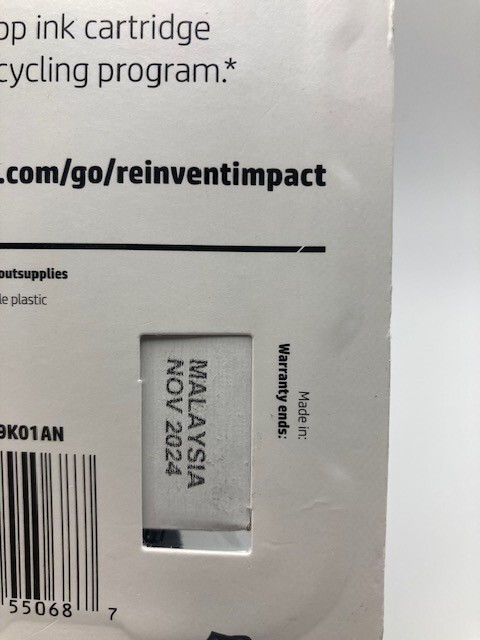 op ink cartridge
cycling program.*
.com/go/reinventimpact
outsupplies
le plastic
Made in:
Warranty ends:
MALAYSIA
NOV 2024
9K01AN
55068 7